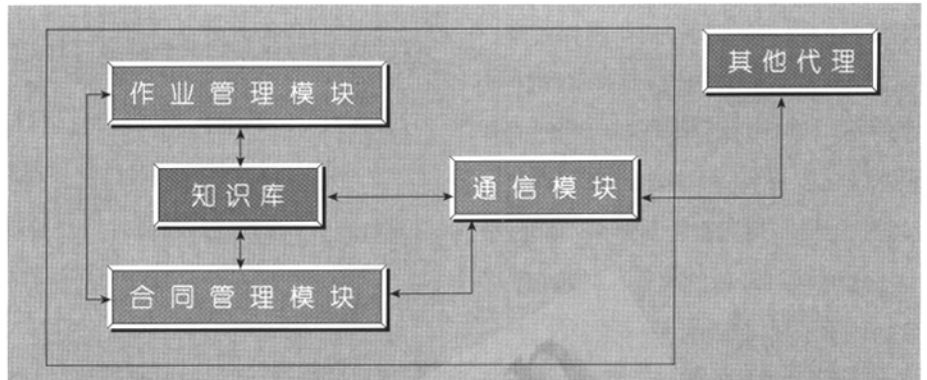 其他代理
作业管理模块
知识库
通信模块
合同管理模块